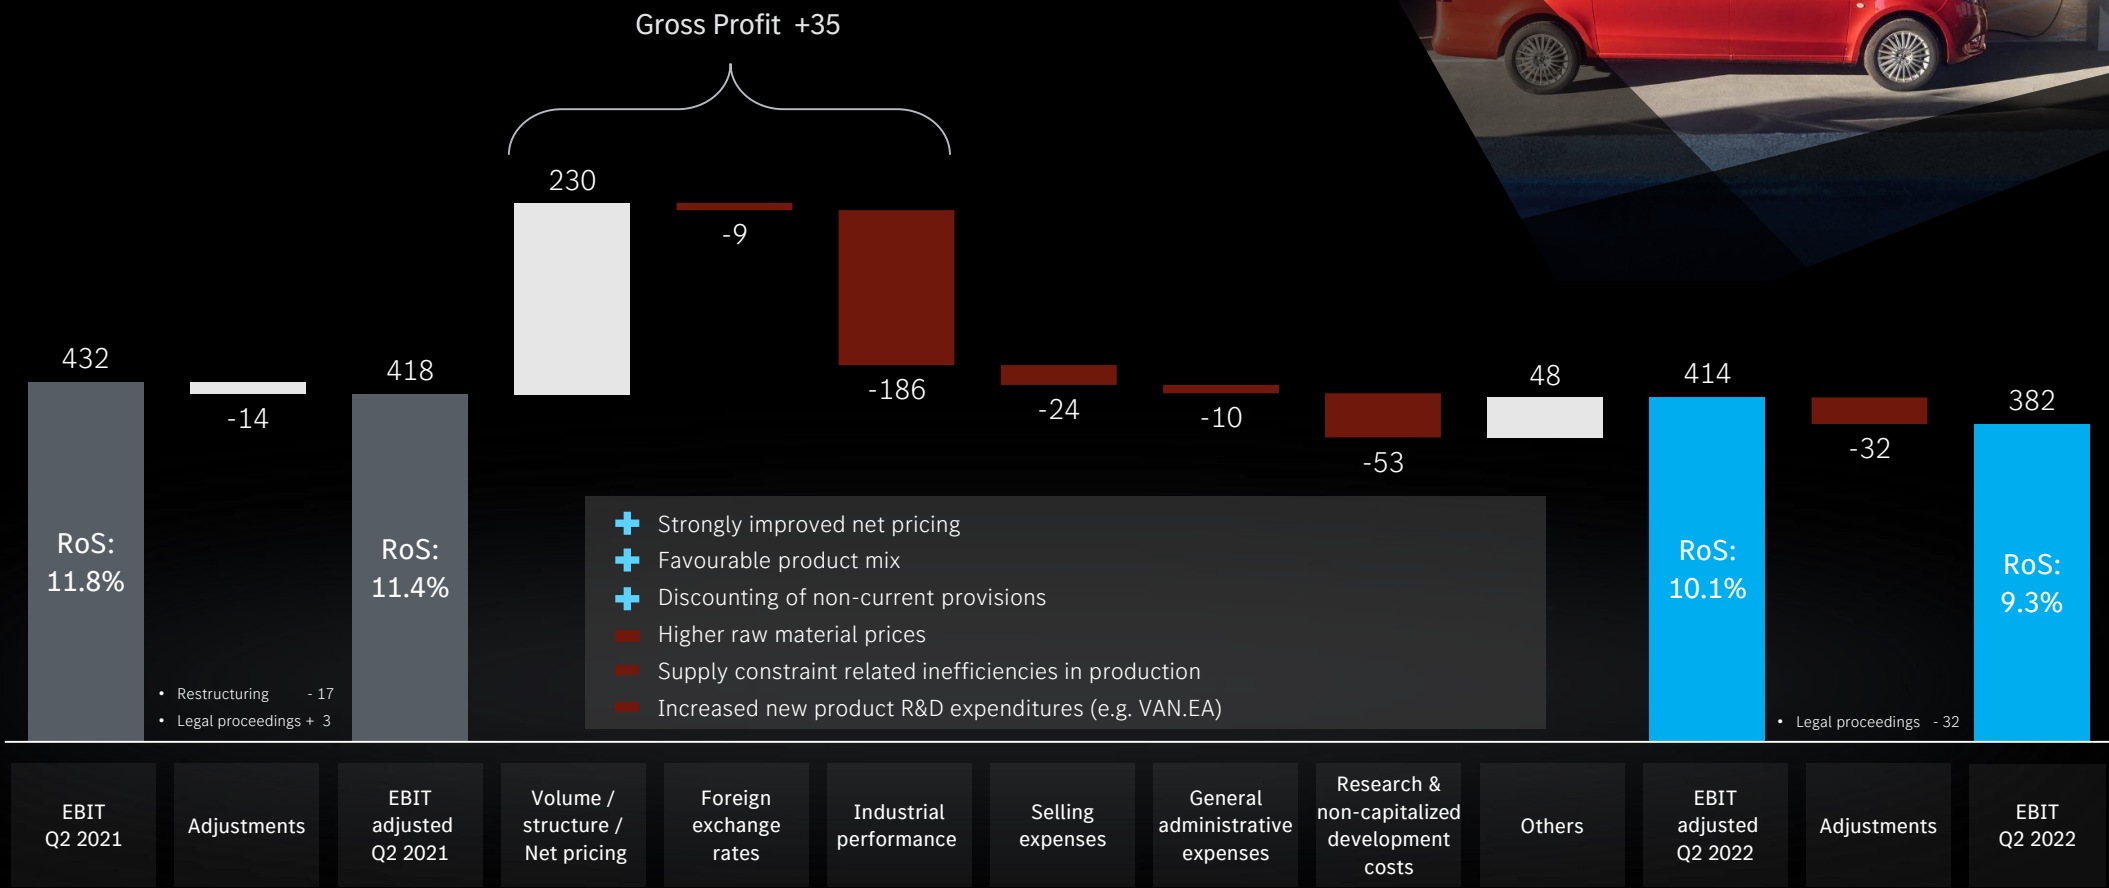 Gross Profit +35
230
-9
-186
432
-14
418
-24
-10
-53
48
414
-32
382
RoS:
11.8%
RoS:
11.4%
RoS:
10.1%
RoS:
9.3%
Strongly improved net pricing
Favourable product mix
Discounting of non-current provisions
Higher raw material prices
Supply constraint related inefficiencies in production
Increased new product R&D expenditures (e.g. VAN.EA)
• Restructuring - 17
• Legal proceedings + 3
• Legal proceedings - 32
EBIT
Q2 2021
Adjustments
EBIT
adjusted
Q2 2021
Volume /
structure /
Net pricing
Foreign
exchange
rates
Industrial
performance
Selling
expenses
General
administrative
expenses
Research &
non-capitalized
development
costs
Others
EBIT
adjusted
Q2 2022
Adjustments
EBIT
Q2 2022